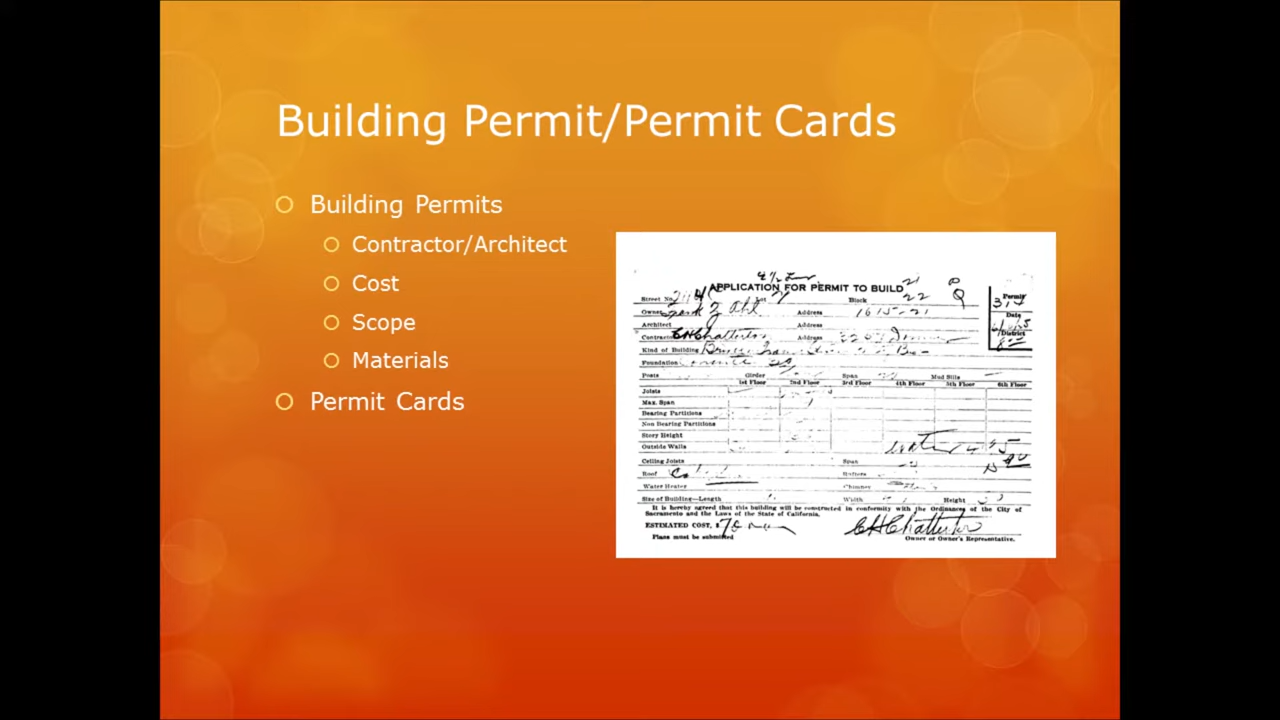 Building Permit/Permit Cards
Building Permits
Contractor/Architect
Cost
Scope
Materials
Permit Cards
APPLICATION FOR PERMIT TO BUILD
Permit
Street No. Lot Block
Date
Owner Address 1615-21
District
Architect Address
Contractor CHChatterton Address
Kind of Building
Foundation
Posts Girder Span Mud Sills
1st Floor 2nd Floor 3rd Floor 4th Floor 5th Floor 6th Floor
Joists
Max. Span
Bearing Partitions
Non Bearing Partitions
Story Height
Outside Walls
Ceiling Joists Span
Roof Rafters
Water Heater Chimney
Size of Building—Length Width Height
It is hereby agreed that this building will be constructed in conformity with the Ordinances of the City of
Sacramento and the Laws of the State of California.
ESTIMATED COST, $ CHChatterton
Plans must be submitted Owner or Owner's Representative.